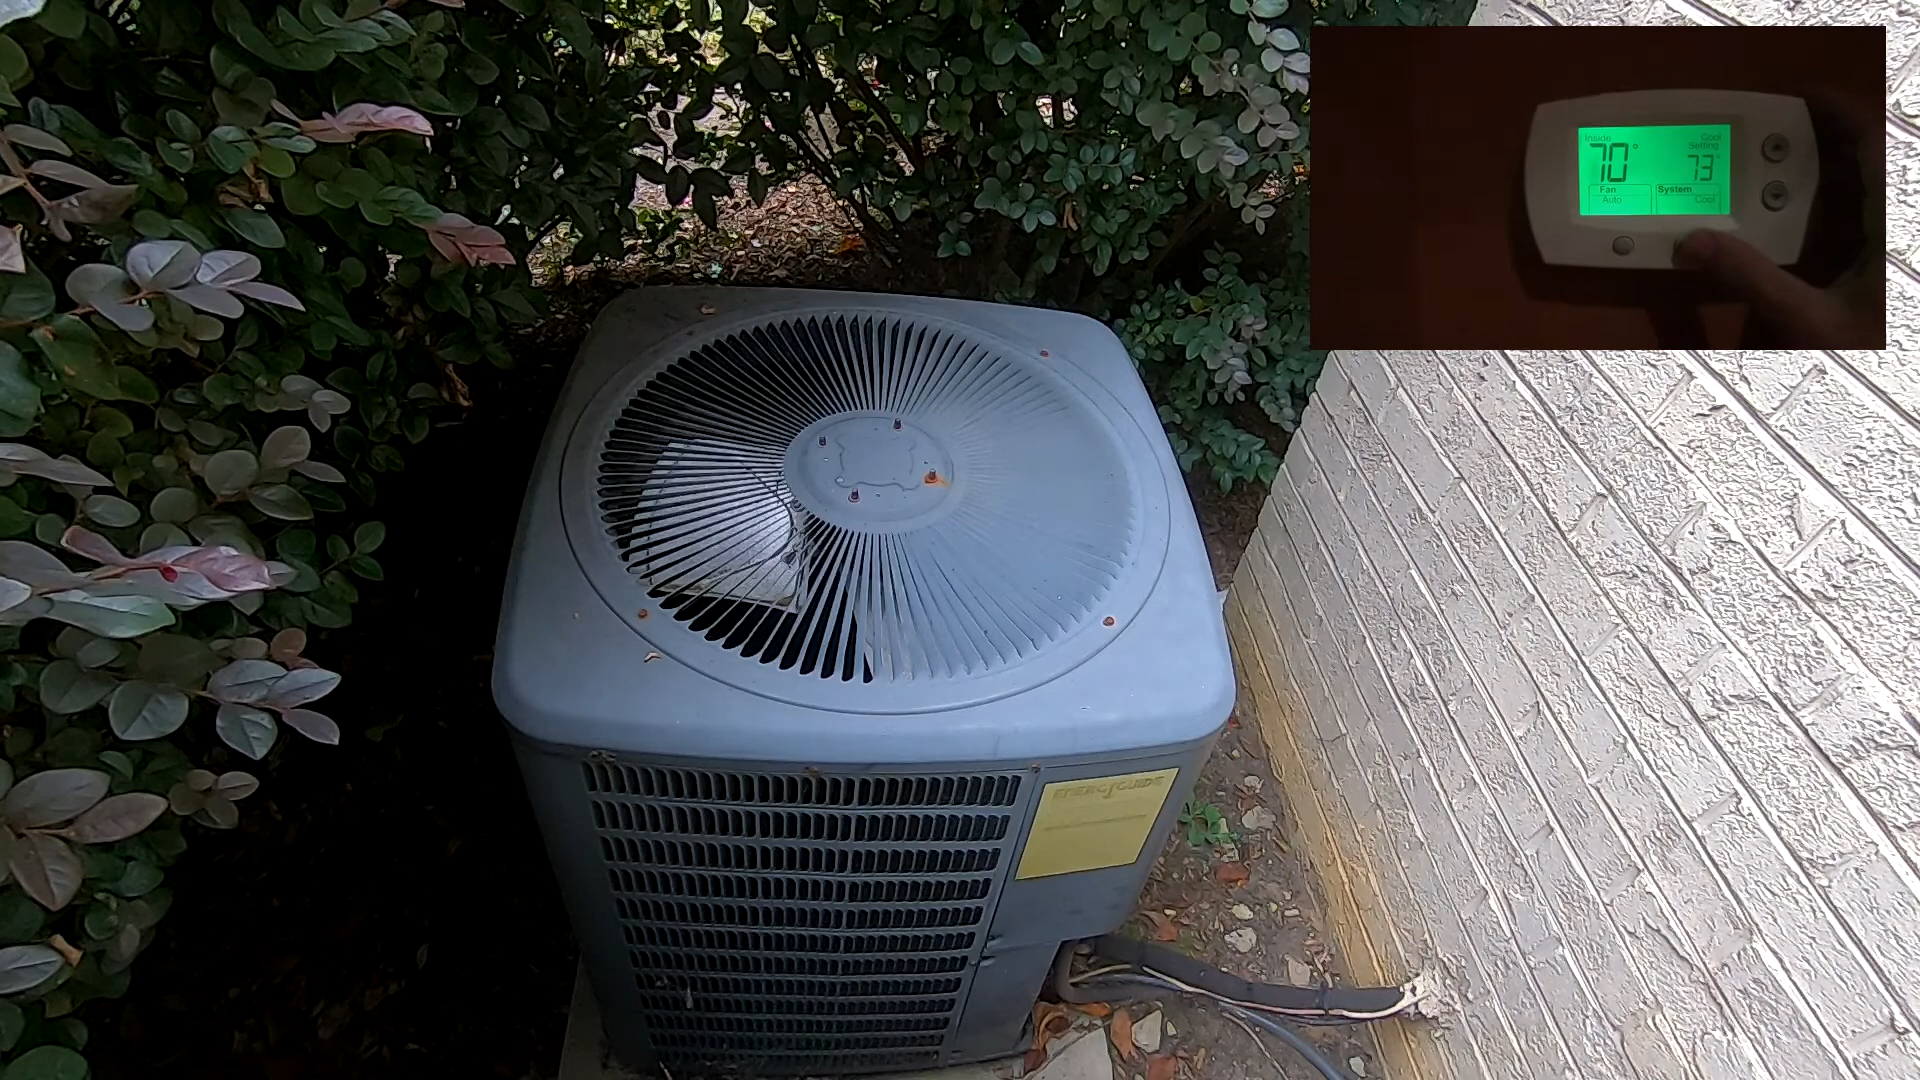 Inside
70°
Cool
Setting
73°
Fan
Auto
System
Cool
ENERGYGUIDE